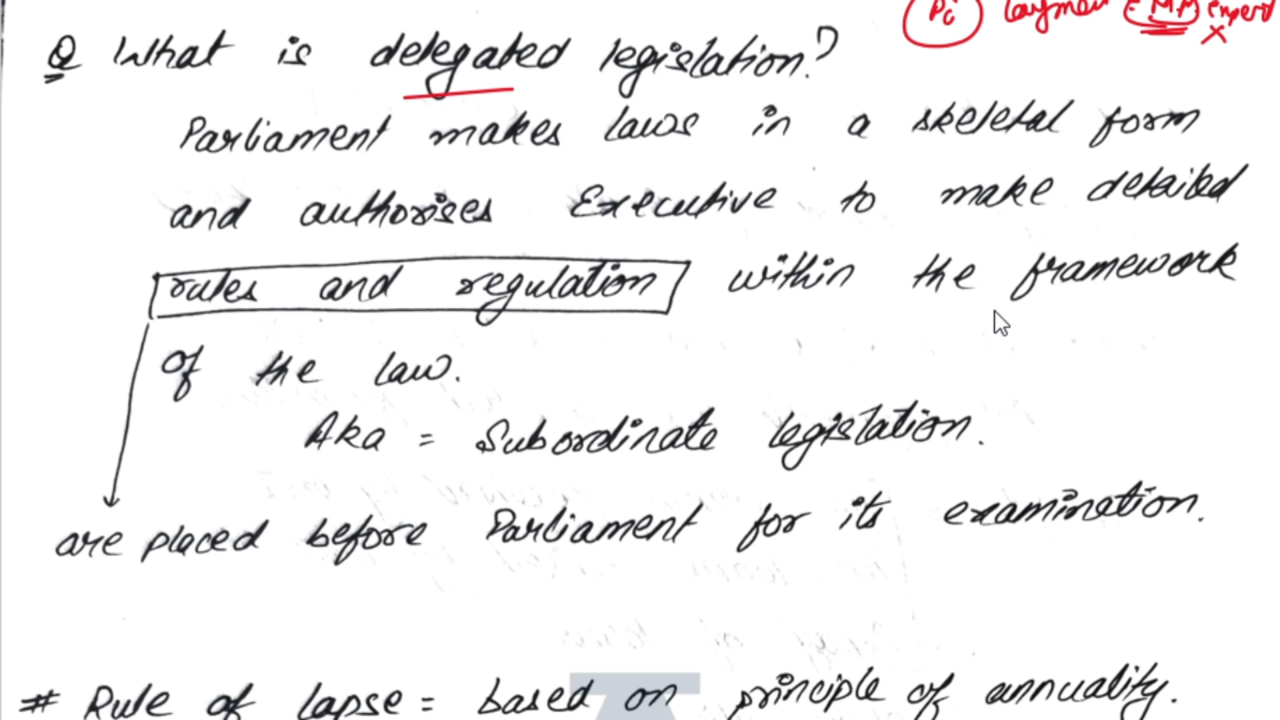 Pc Laymen MP expert
X
Q What is delegated legislation?
Parliament makes laws in a skeletal form
and authorises Executive to make detailed
rules and regulation within the framework
of the law.
Aka = Subordinate legislation.
are placed before Parliament for its examination.
# Rule of lapse = based on principle of annuality.